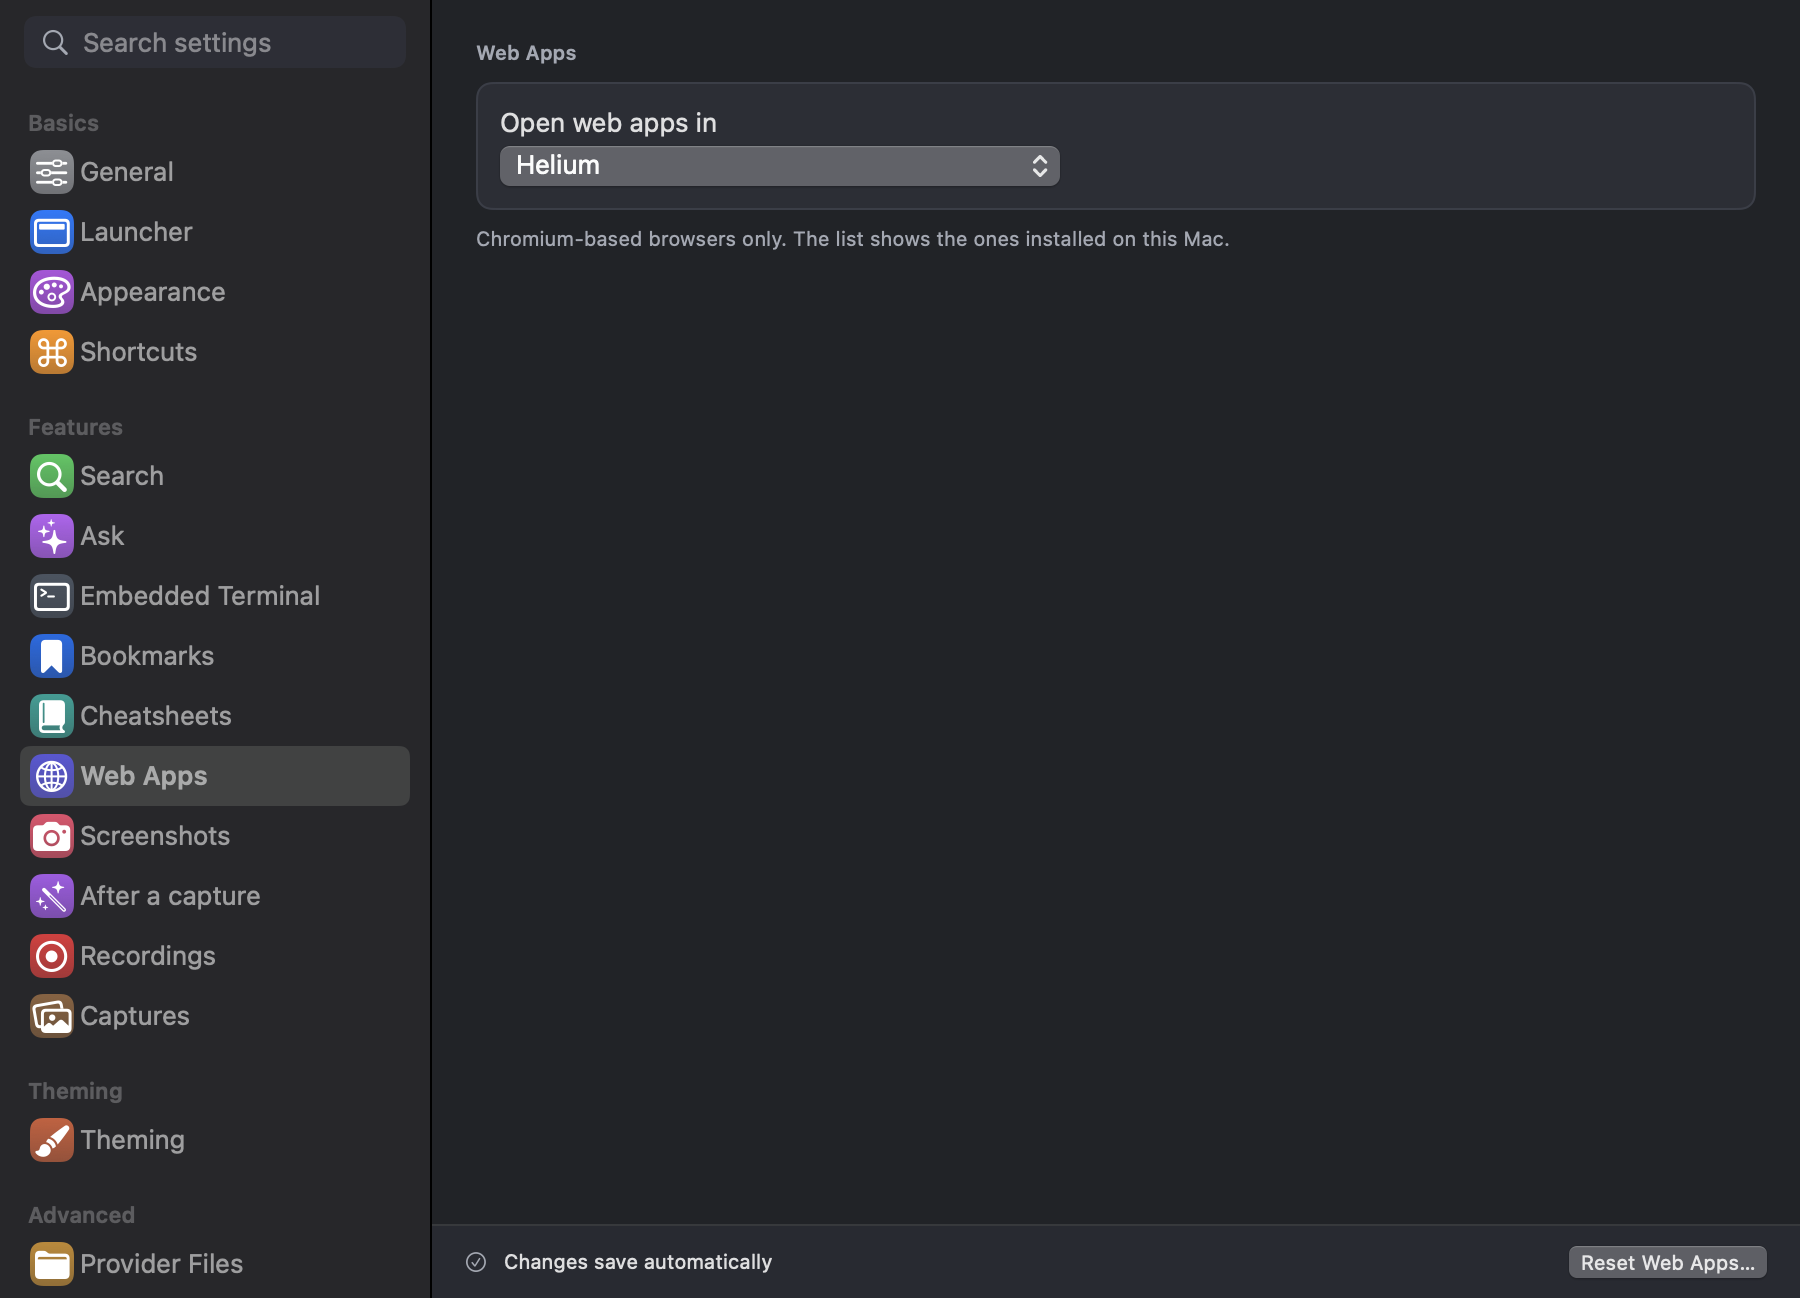 Search settings
Basics
General
Launcher
Appearance
Shortcuts
Features
Search
Ask
Embedded Terminal
Bookmarks
Cheatsheets
Web Apps
Screenshots
After a capture
Recordings
Captures
Theming
Theming
Advanced
Provider Files
Web Apps
Open web apps in
Helium
Chromium-based browsers only. The list shows the ones installed on this Mac.
Changes save automatically
Reset Web Apps...